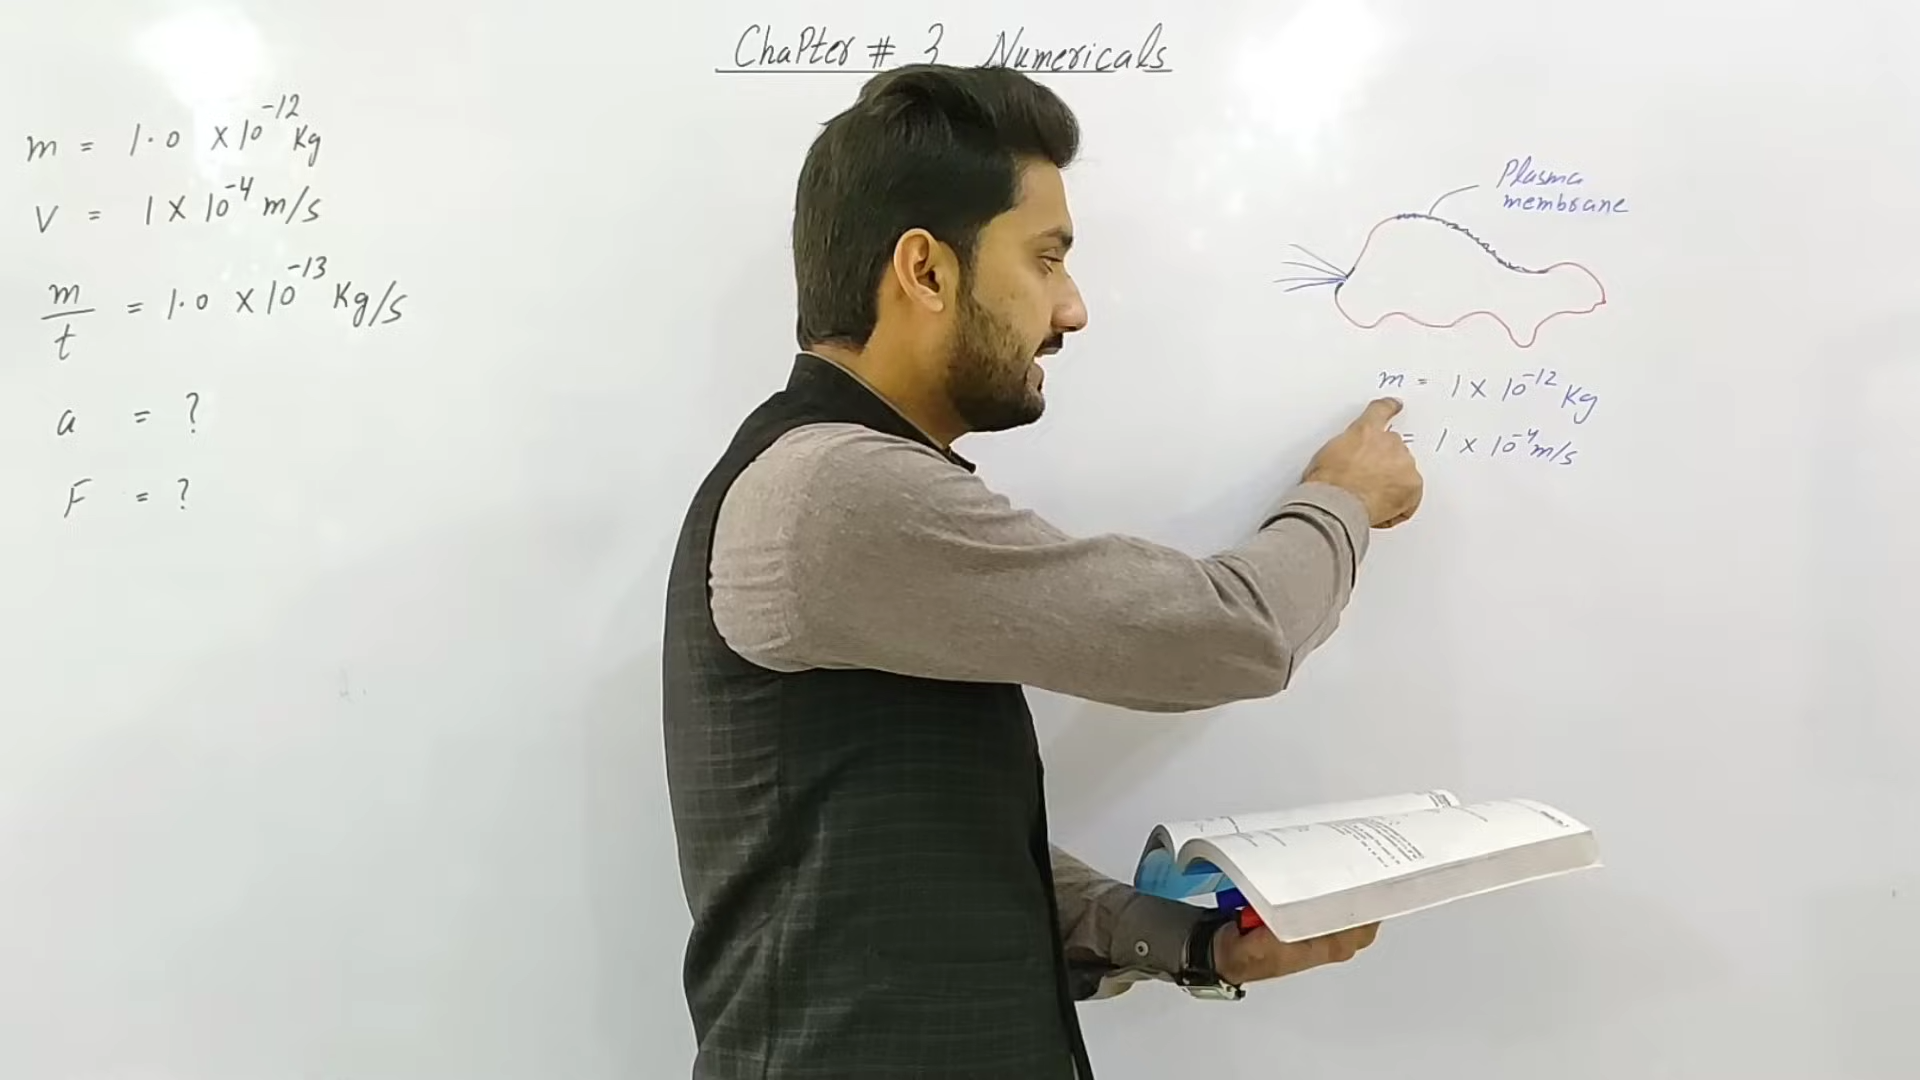 Chapter # 3 Numericals
m = 1.0 × 10⁻¹² Kg
V = 1 × 10⁻⁴ m/s
m/t = 1.0 × 10⁻¹³ Kg/s
a = ?
F = ?
Plasma
membrane
m = 1 × 10⁻¹² Kg
= 1 × 10⁻⁴ m/s